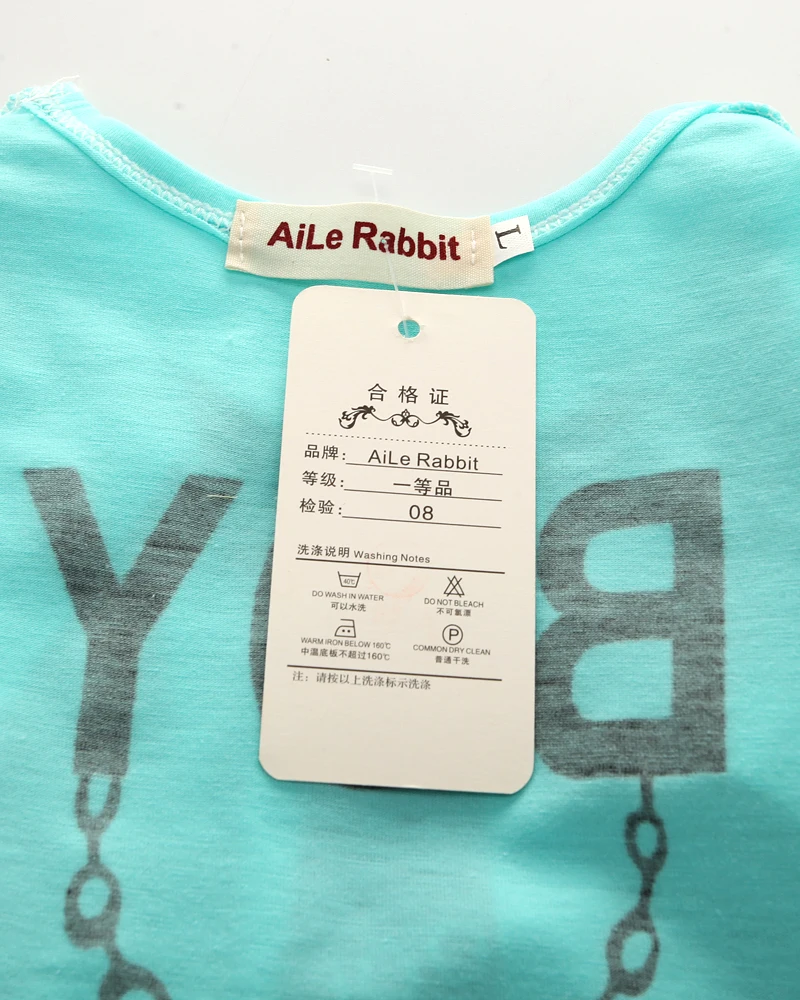 AiLe Rabbit
L
合格证
品牌: AiLe Rabbit
等级: 一等品
检验: 08
洗涤说明 Washing Notes
40℃
DO WASH IN WATER
可以水洗
DO NOT BLEACH
不可氯漂
WARM IRON BELOW 160℃
中温底板不超过160℃
P
COMMON DRY CLEAN
普通干洗
注: 请按以上洗涤标示洗涤
Y B